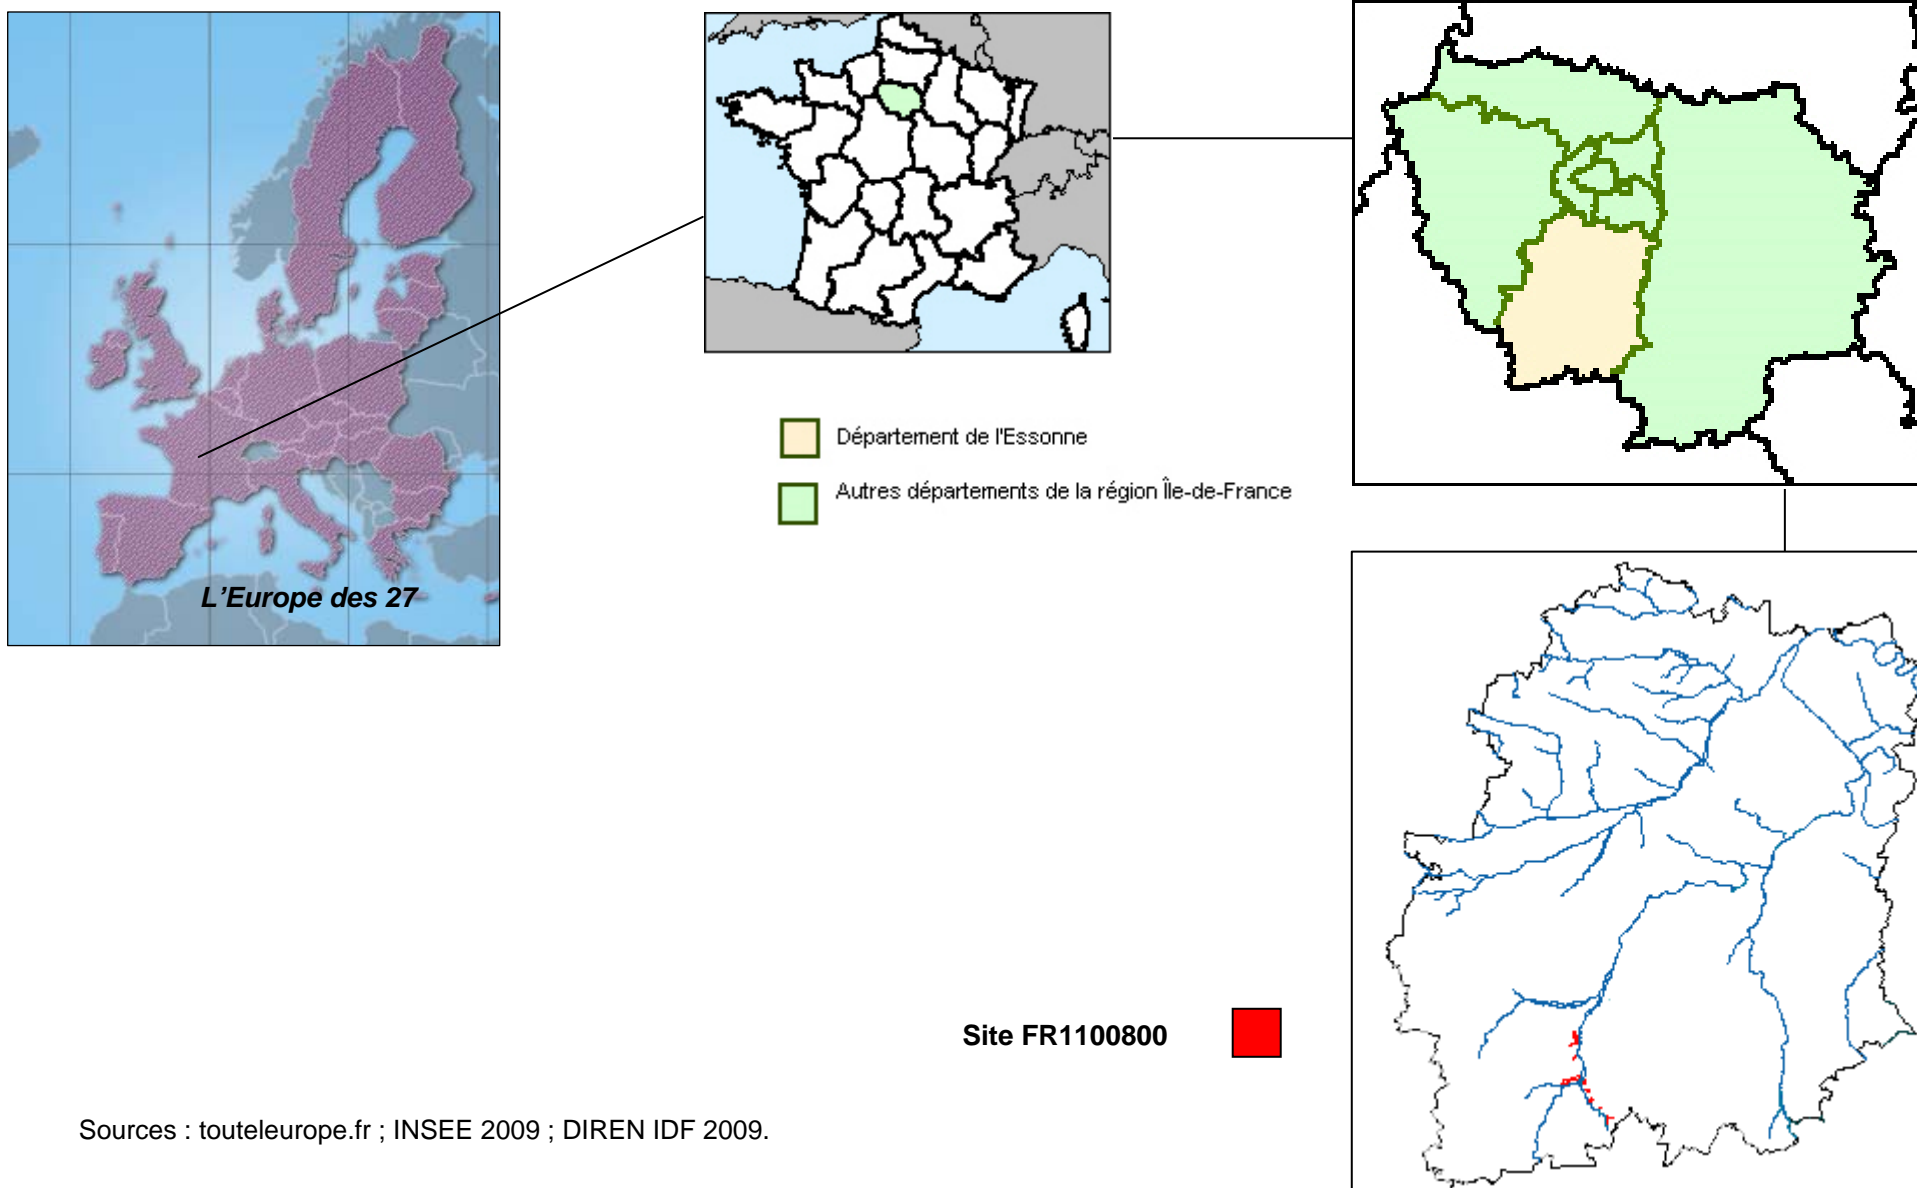 L'Europe des 27
Département de l'Essonne
Autres départements de la région Île-de-France
Site FR1100800
Sources : touteleurope.fr ; INSEE 2009 ; DIREN IDF 2009.